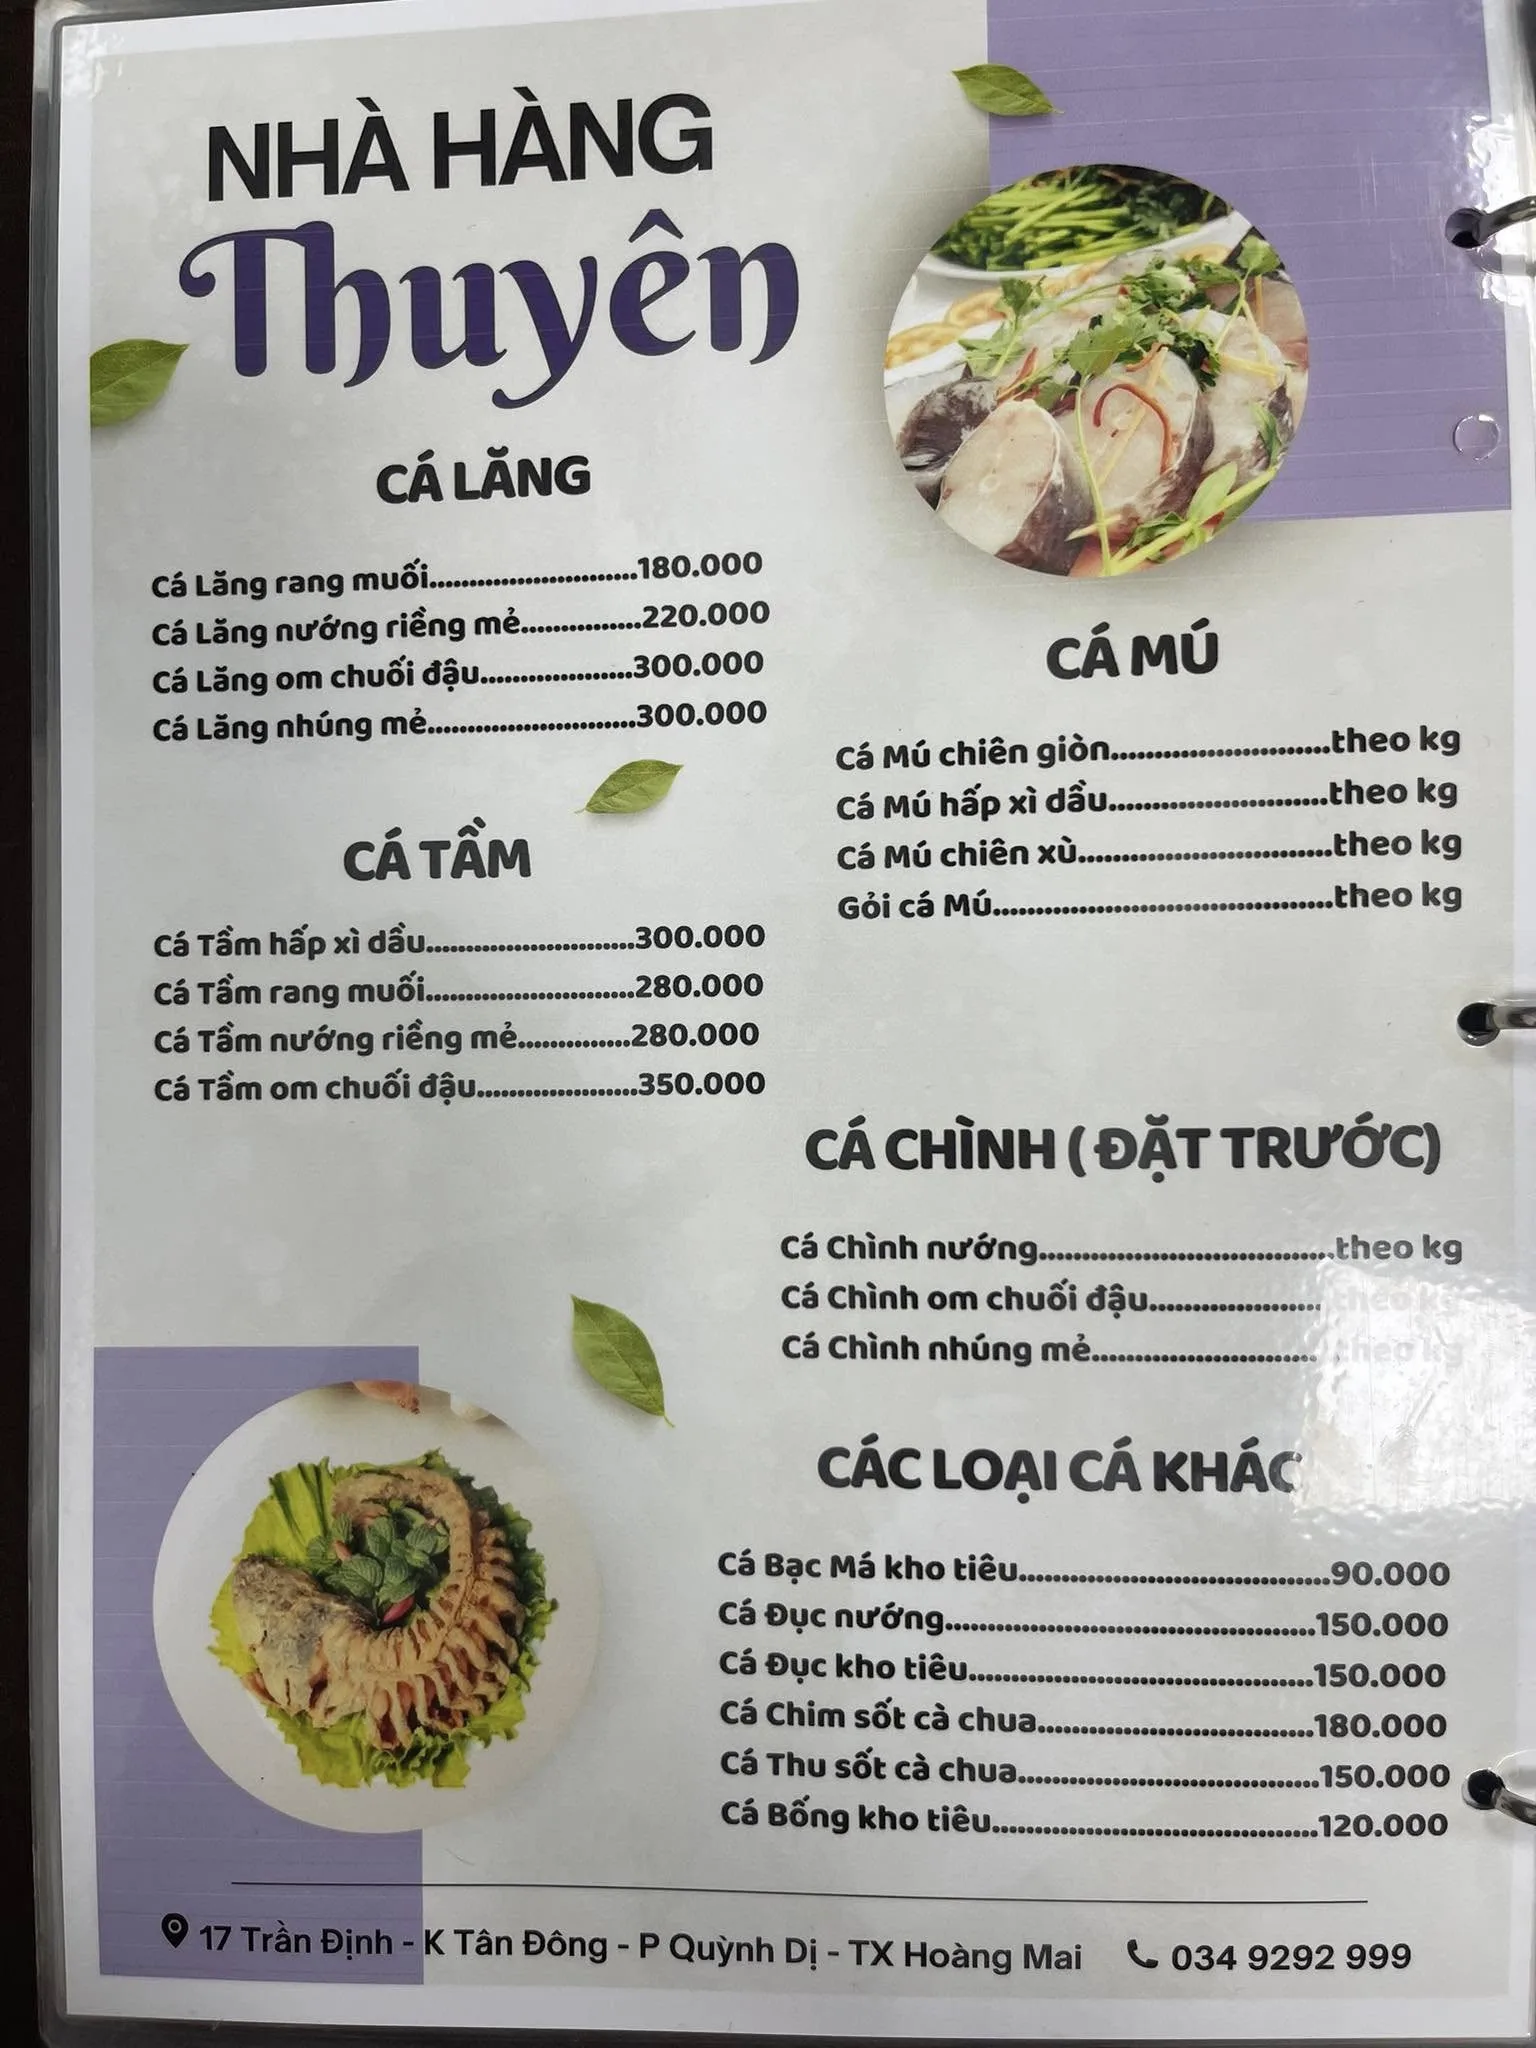 NHÀ HÀNG
Thuyên
CÁ LĂNG
Cá Lăng rang muối..........................180.000
Cá Lăng nướng riềng mẻ...............220.000
Cá Lăng om chuối đậu...................300.000
Cá Lăng nhúng mẻ..........................300.000
CÁ TẦM
Cá Tầm hấp xì dầu..........................300.000
Cá Tầm rang muối..........................280.000
Cá Tầm nướng riềng mẻ..............280.000
Cá Tầm om chuối đậu....................350.000
CÁ MÚ
Cá Mú chiên giòn...........................theo kg
Cá Mú hấp xì dầu...........................theo kg
Cá Mú chiên xù...............................theo kg
Gỏi cá Mú..........................................theo kg
CÁ CHÌNH ( ĐẶT TRƯỚC)
Cá Chình nướng....................................theo kg
Cá Chình om chuối đậu.....................theo kg
Cá Chình nhúng mẻ............................theo kg
CÁC LOẠI CÁ KHÁC
Cá Bạc Má kho tiêu.......................................90.000
Cá Đục nướng..............................................150.000
Cá Đục kho tiêu...........................................150.000
Cá Chim sốt cà chua..................................180.000
Cá Thu sốt cà chua.....................................150.000
Cá Bống kho tiêu.........................................120.000
17 Trần Định - K Tân Đông - P Quỳnh Dị - TX Hoàng Mai 034 9292 999